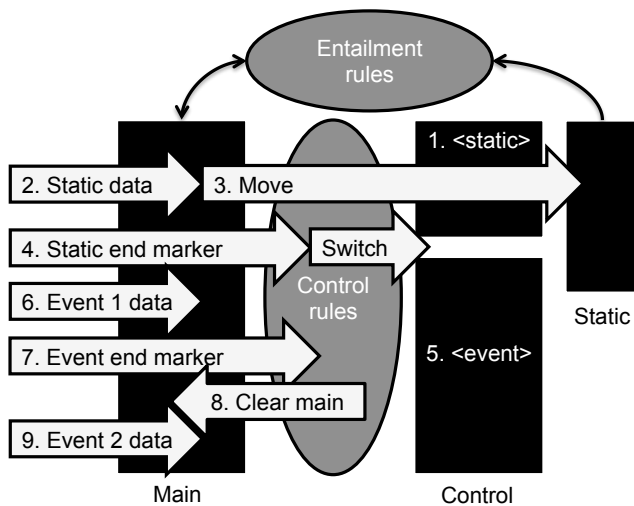 Entailment
rules
1. <static>
2. Static data
3. Move
4. Static end marker
Switch
Control
rules
6. Event 1 data
Static
7. Event end marker
5. <event>
8. Clear main
9. Event 2 data
Main
Control